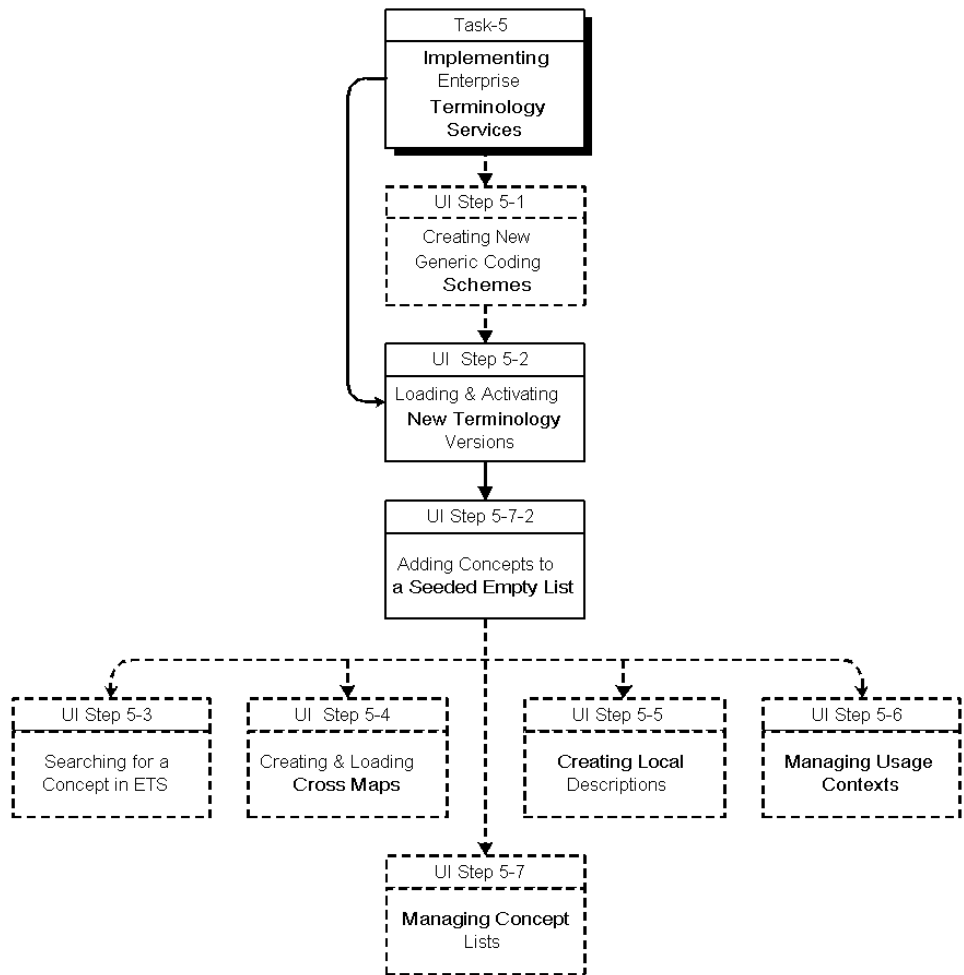 Task-5
Implementing
Enterprise
Terminology
Services
UI Step 5-1
Creating New
Generic Coding
Schemes
UI Step 5-2
Loading & Activating
New Terminology
Versions
UI Step 5-7-2
Adding Concepts to
a Seeded Empty List
UI Step 5-3
Searching for a
Concept in ETS
UI Step 5-4
Creating & Loading
Cross Maps
UI Step 5-5
Creating Local
Descriptions
UI Step 5-6
Managing Usage
Contexts
UI Step 5-7
Managing Concept
Lists